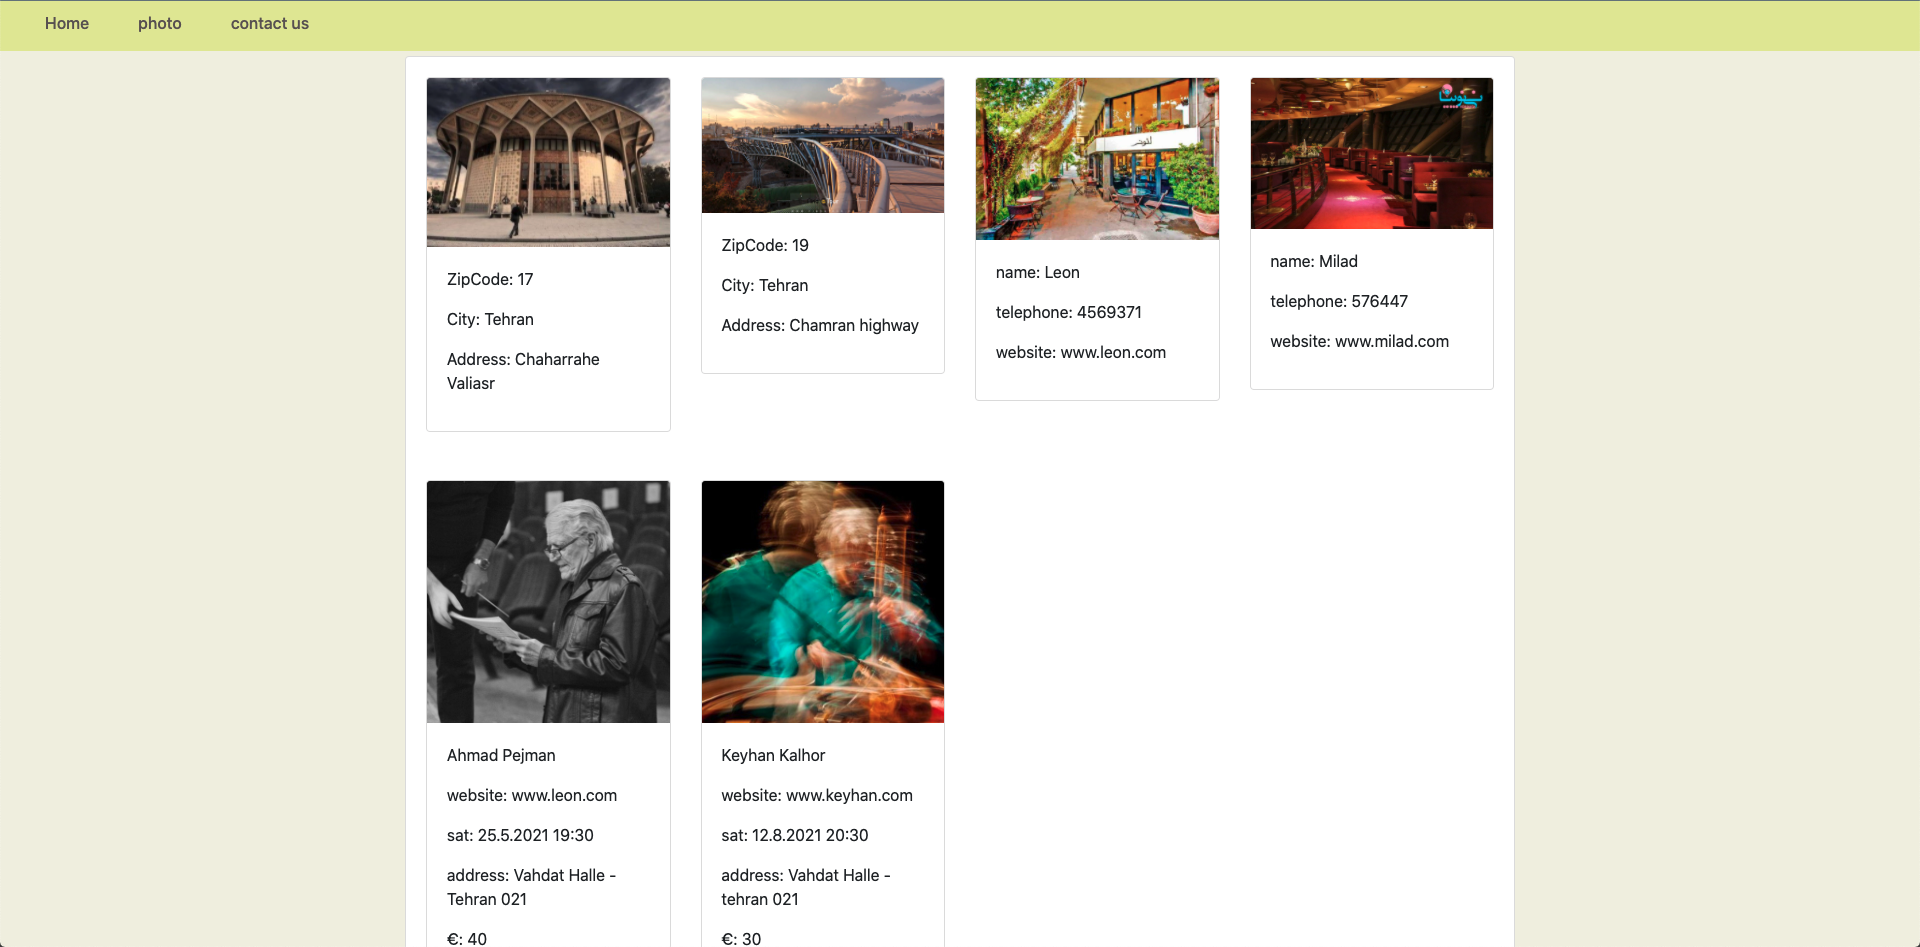 Home
photo
contact us
لئون
ZipCode: 17
City: Tehran
Address: Chaharrahe
Valiasr
ZipCode: 19
City: Tehran
Address: Chamran highway
name: Leon
telephone: 4569371
website: www.leon.com
name: Milad
telephone: 576447
website: www.milad.com
Ahmad Pejman
website: www.leon.com
sat: 25.5.2021 19:30
address: Vahdat Halle -
Tehran 021
€: 40
Keyhan Kalhor
website: www.keyhan.com
sat: 12.8.2021 20:30
address: Vahdat Halle -
tehran 021
€: 30